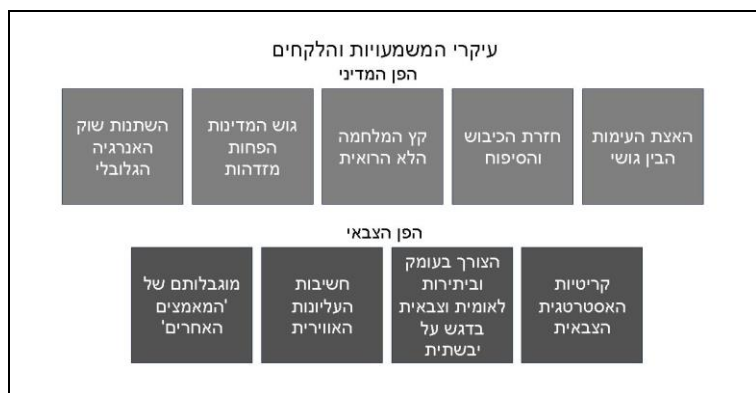 עיקרי המשמעויות והלקחים
הפן המדיני
האצת העימות
הבין גושי
חזרת הכיבוש
והסיפוח
קץ המלחמה
הלא הרואית
גוש המדינות
הפחות
מזדהות
השתנות שוק
האנרגיה
הגלובלי
הפן הצבאי
קריטיות
האסטרטגית
הצבאית
הצורך בעומק
וביתירות
לאומית וצבאית
בדגש על
יבשתית
חשיבות
העליונות
האווירית
מוגבלותם של
'המאמצים
האחרים'